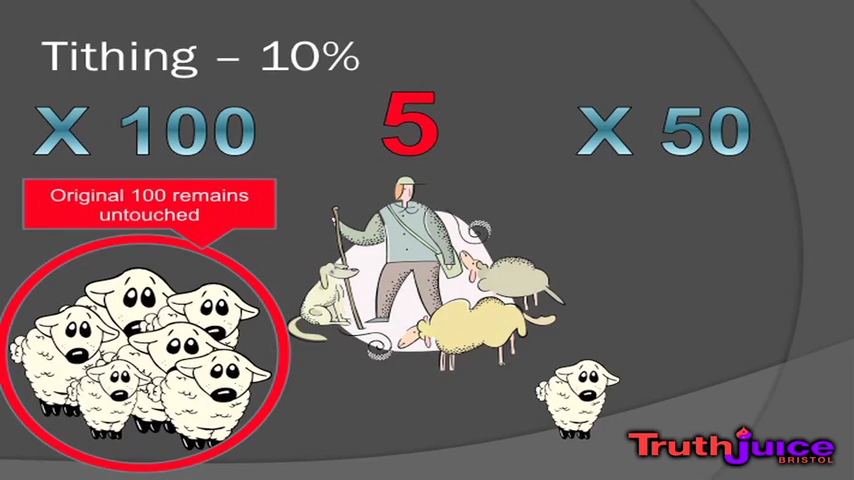 Tithing – 10%
X 100
5
X 50
Original 100 remains
untouched
Truthjuice
BRISTOL